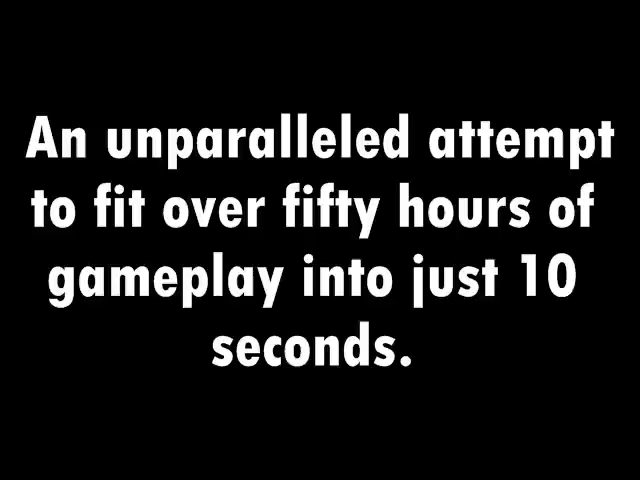 An unparalleled attempt
to fit over fifty hours of
gameplay into just 10
seconds.